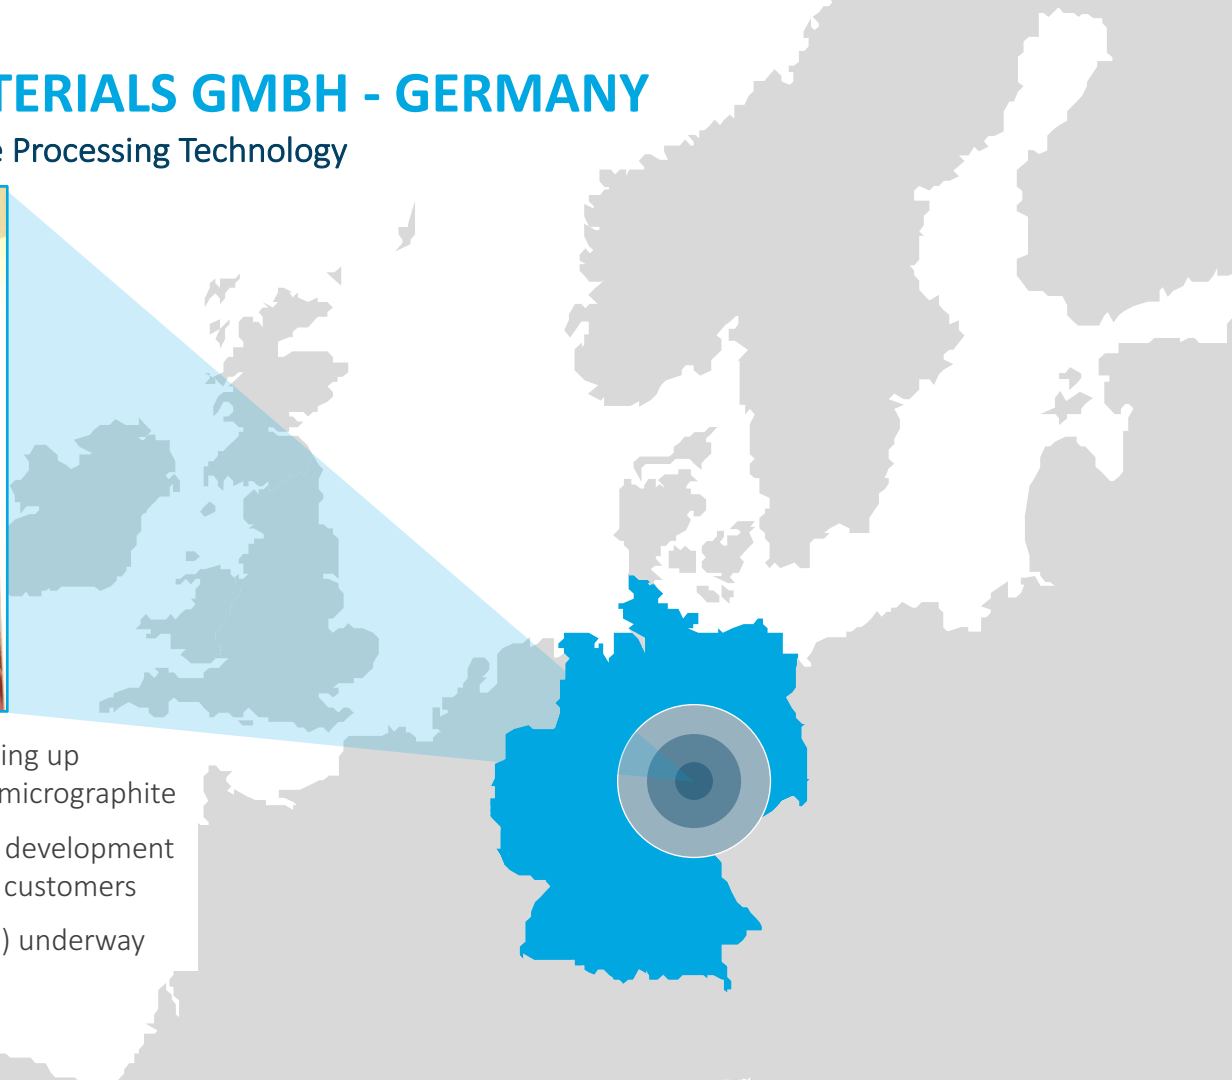 TERIALS GMBH - GERMANY
e Processing Technology
ing up
micrographite
development
customers
) underway